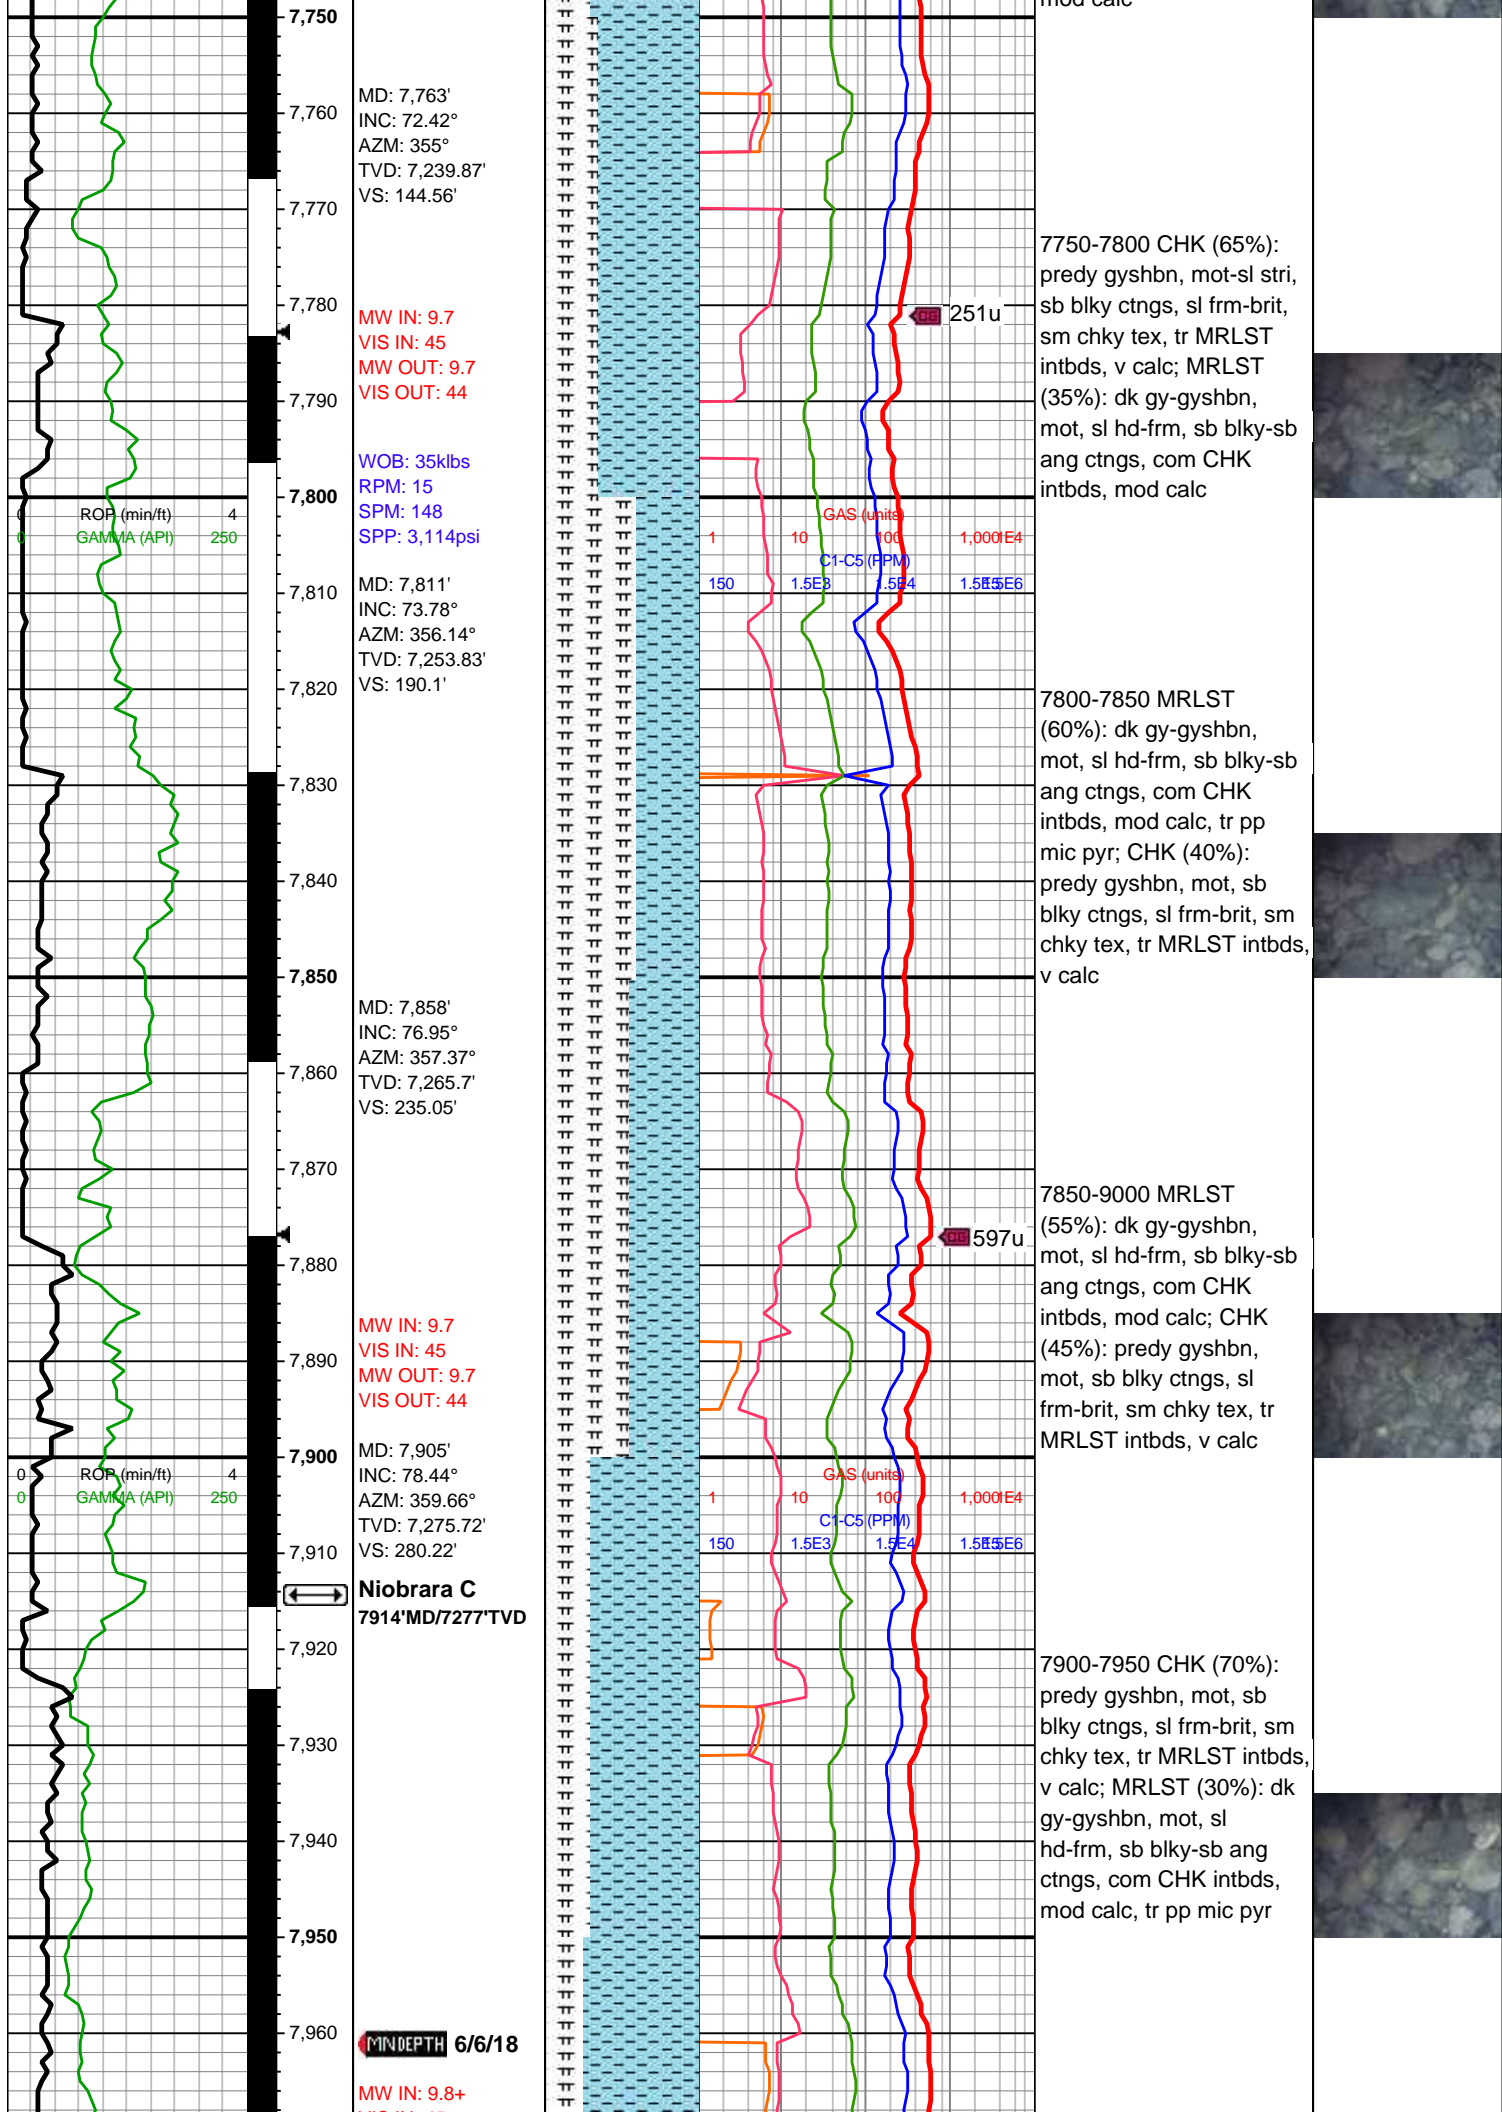 mod calc
7,750
7,760
7,770
7,780
7,790
7,800
7,810
7,820
7,830
7,840
7,850
7,860
7,870
7,880
7,890
7,900
7,910
7,920
7,930
7,940
7,950
7,960
MD: 7,763'
INC: 72.42°
AZM: 355°
TVD: 7,239.87'
VS: 144.56'
MW IN: 9.7
VIS IN: 45
MW OUT: 9.7
VIS OUT: 44
WOB: 35klbs
RPM: 15
SPM: 148
SPP: 3,114psi
0 ROP (min/ft) 4
0 GAMMA (API) 250
MD: 7,811'
INC: 73.78°
AZM: 356.14°
TVD: 7,253.83'
VS: 190.1'
MD: 7,858'
INC: 76.95°
AZM: 357.37°
TVD: 7,265.7'
VS: 235.05'
MW IN: 9.7
VIS IN: 45
MW OUT: 9.7
VIS OUT: 44
MD: 7,905'
INC: 78.44°
AZM: 359.66°
TVD: 7,275.72'
VS: 280.22'
0 ROP (min/ft) 4
0 GAMMA (API) 250
Niobrara C
7914'MD/7277'TVD
MNDEPTH 6/6/18
MW IN: 9.8+
251u
GAS (units)
1 10 100 1,000 1E4
C1-C5 (PPM)
150 1.5E3 1.5E4 1.5E5 1.5E6
597u
GAS (units)
1 10 100 1,000 1E4
C1-C5 (PPM)
150 1.5E3 1.5E4 1.5E5 1.5E6
7750-7800 CHK (65%):
predy gyshbn, mot-sl stri,
sb blky ctngs, sl frm-brit,
sm chky tex, tr MRLST
intbds, v calc; MRLST
(35%): dk gy-gyshbn,
mot, sl hd-frm, sb blky-sb
ang ctngs, com CHK
intbds, mod calc
7800-7850 MRLST
(60%): dk gy-gyshbn,
mot, sl hd-frm, sb blky-sb
ang ctngs, com CHK
intbds, mod calc, tr pp
mic pyr; CHK (40%):
predy gyshbn, mot, sb
blky ctngs, sl frm-brit, sm
chky tex, tr MRLST intbds,
v calc
7850-9000 MRLST
(55%): dk gy-gyshbn,
mot, sl hd-frm, sb blky-sb
ang ctngs, com CHK
intbds, mod calc; CHK
(45%): predy gyshbn,
mot, sb blky ctngs, sl
frm-brit, sm chky tex, tr
MRLST intbds, v calc
7900-7950 CHK (70%):
predy gyshbn, mot, sb
blky ctngs, sl frm-brit, sm
chky tex, tr MRLST intbds,
v calc; MRLST (30%): dk
gy-gyshbn, mot, sl
hd-frm, sb blky-sb ang
ctngs, com CHK intbds,
mod calc, tr pp mic pyr